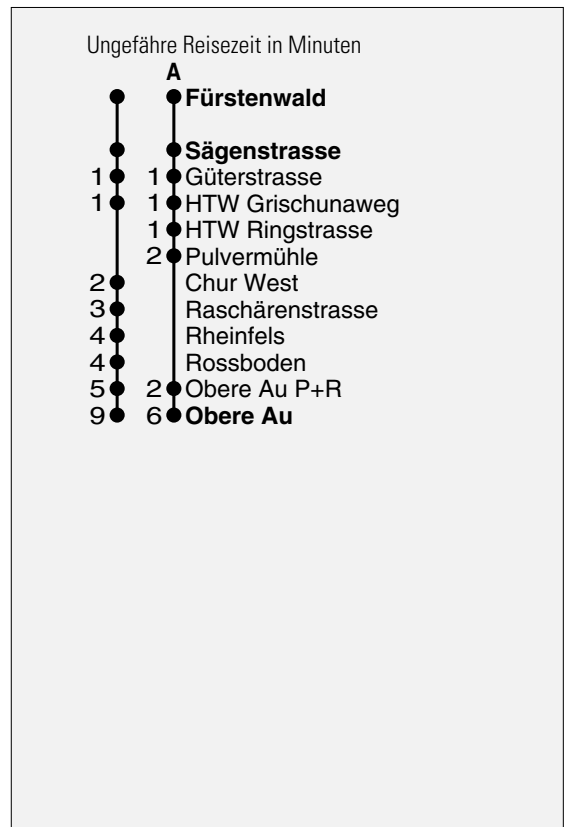 Ungefähre Reisezeit in Minuten
A
Fürstenwald
Sägenstrasse
1 1 Güterstrasse
1 1 HTW Grischunaweg
1 HTW Ringstrasse
2 Pulvermühle
2 Chur West
3 Raschärenstrasse
4 Rheinfels
4 Rossboden
5 2 Obere Au P+R
9 6 Obere Au